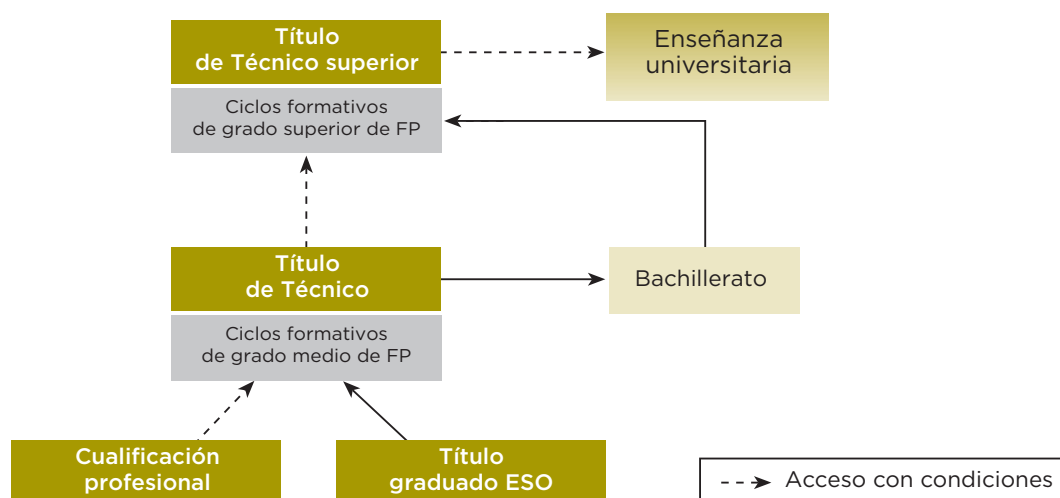 Título
de Técnico superior
Enseñanza
universitaria
Ciclos formativos
de grado superior de FP
Título
de Técnico
Bachillerato
Ciclos formativos
de grado medio de FP
Cualificación
profesional
Título
graduado ESO
Acceso con condiciones